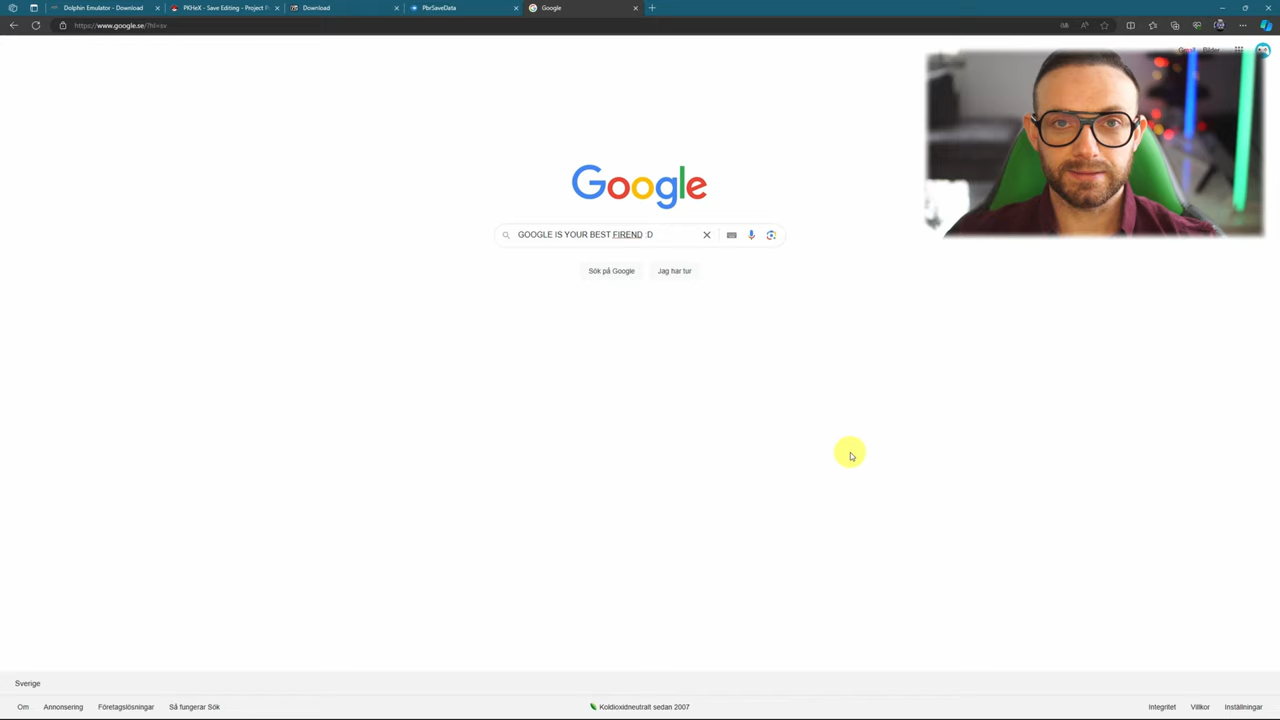 Dolphin Emulator - Download
PKHeX - Save Editing - Project P
Download
PbrSaveData
Google
https://www.google.se/?hl=sv
Gmail Bilder
Google
GOOGLE IS YOUR BEST FIREND :D
Sök på Google
Jag har tur
Sverige
Om
Annonsering
Företagslösningar
Så fungerar Sök
Koldioxidneutralt sedan 2007
Integritet
Villkor
Inställningar